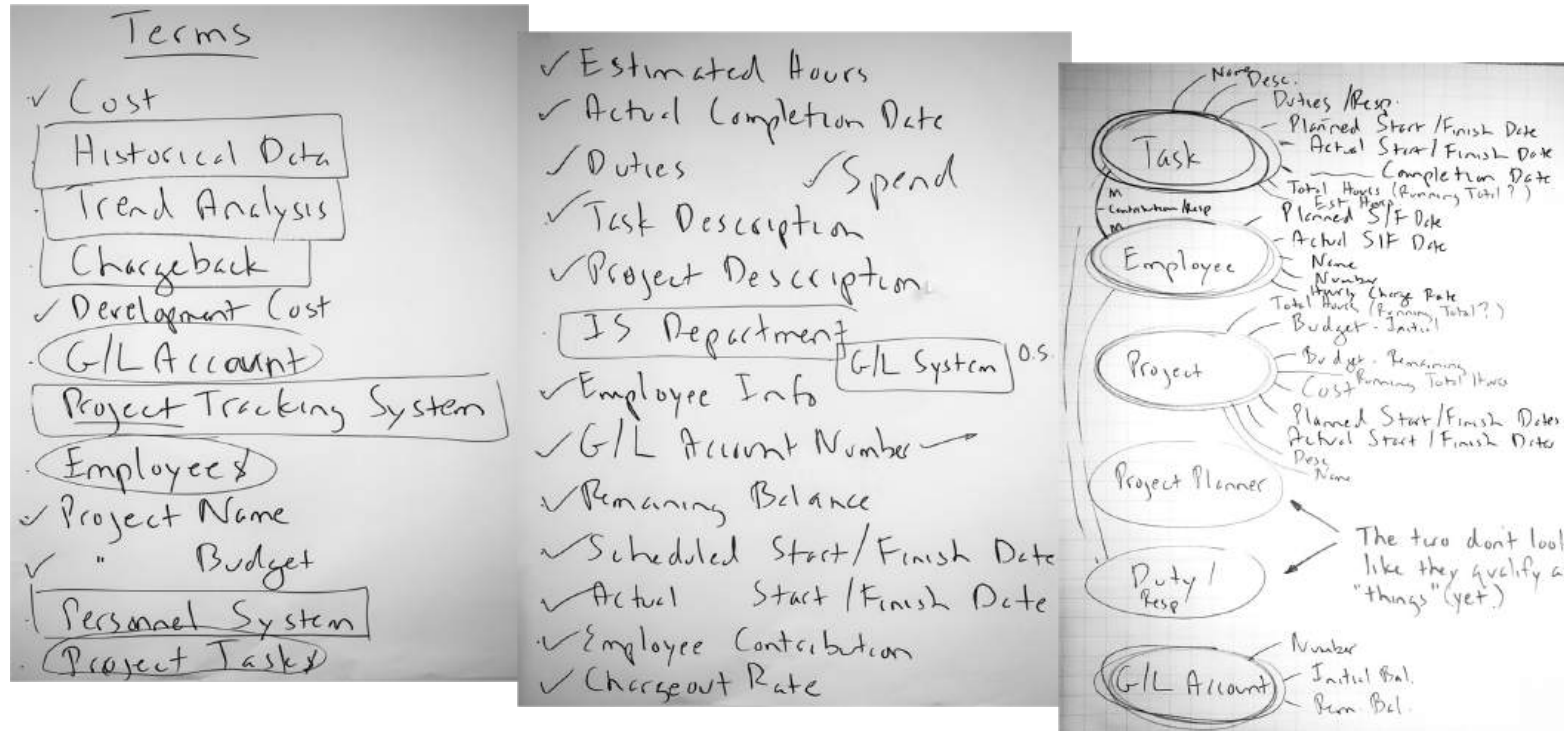 Terms
✓ Cost
Historical Data
Trend Analysis
Chargeback
✓ Development Cost
G/L Account
Project Tracking System
Employees
✓ Project Name
✓ " Budget
Personnel System
Project Tasks
✓ Estimated Hours
✓ Actual Completion Date
✓ Duties ✓ Spend
✓ Task Description
✓ Project Description
IS Department
G/L System O.S.
✓ Employee Info
✓ G/L Account Number
✓ Remaining Balance
✓ Scheduled Start/Finish Date
✓ Actual Start/Finish Date
✓ Employee Contribution
✓ Chargeout Rate
Name
Desc.
Duties/Resp.
Planned Start/Finish Date
Task
Actual Start/Finish Date
Completion Date
Total Hours (Running Total?)
Est Hours
M
Contribution/Resp
M
Planned S/F Date
Actual S/F Date
Employee
Name
Number
Hourly Charge Rate
Total Hours (Running Total?)
Budget - Initial
Project
Budget - Remaining
Running Total Hours
Cost
Planned Start/Finish Dates
Actual Start/Finish Dates
Desc
Name
Project Planner
The two don't
like they qualify
"things" (yet)
Duty/
Resp
Number
G/L Account
Initial Bal.
Rem. Bal.